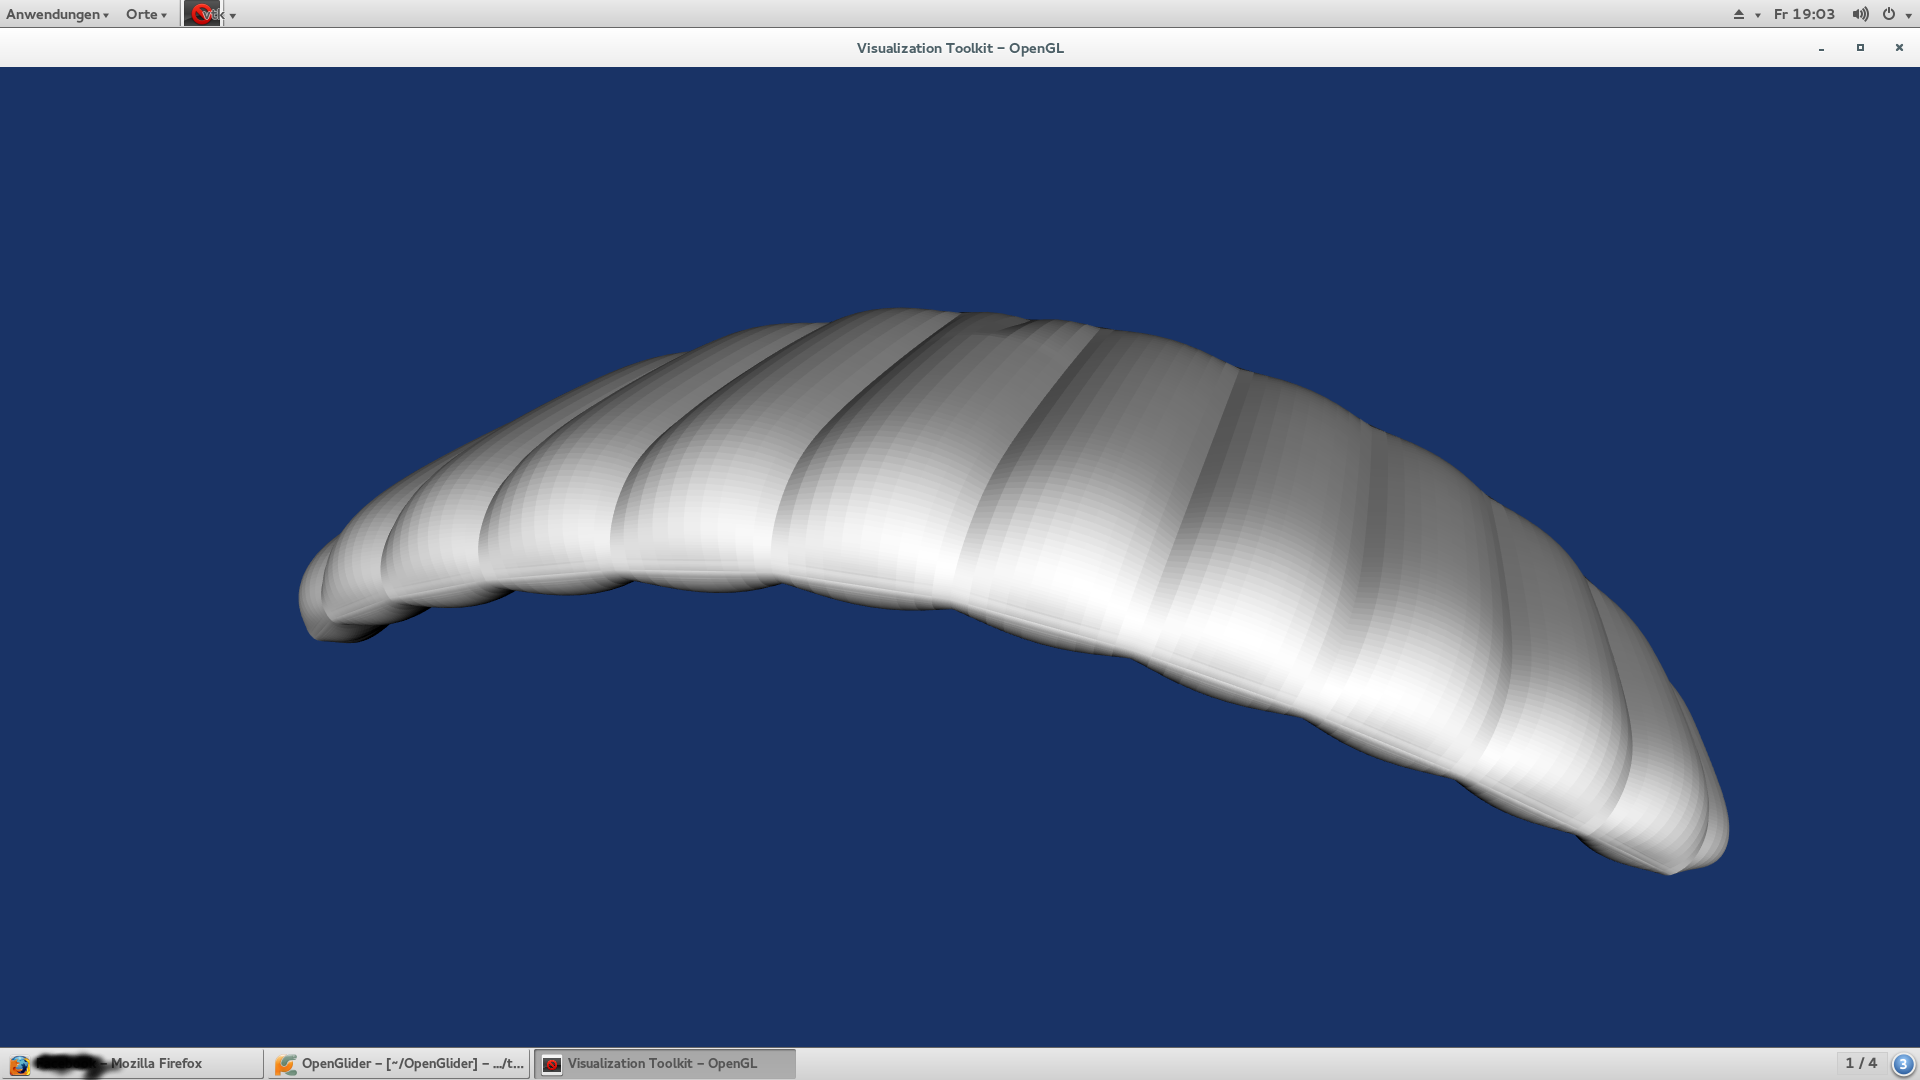 Anwendungen Orte vtk Fr 19:03
Visualization Toolkit – OpenGL
– Mozilla Firefox OpenGlider – [~/OpenGlider] – .../t... Visualization Toolkit – OpenGL 1 / 4 3